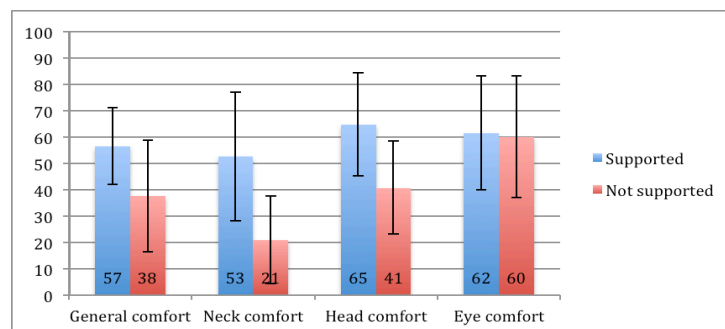 100
90
80
70
60
50
40
30
20
10
0
57 38 53 21 65 41 62 60
General comfort Neck comfort Head comfort Eye comfort
Supported
Not supported